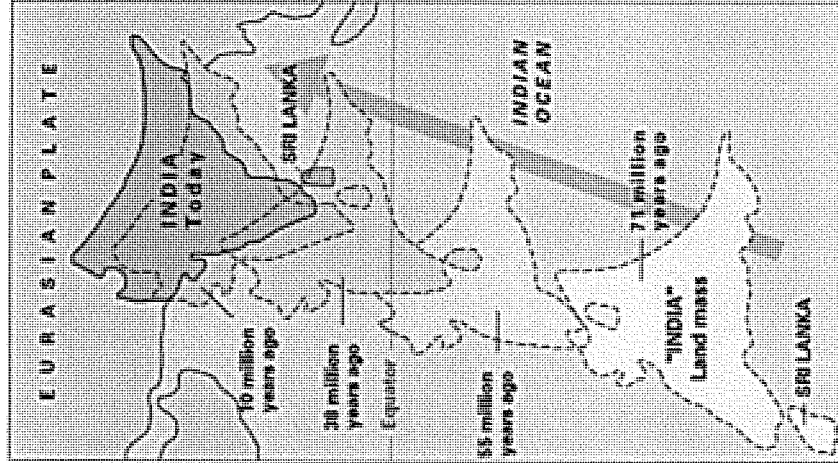 EURASIAN PLATE
INDIA
Today
SRI LANKA
INDIAN
OCEAN
10 million
years ago
38 million
years ago
Equator
55 million
years ago
71 million
years ago
"INDIA"
Land mass
SRI LANKA